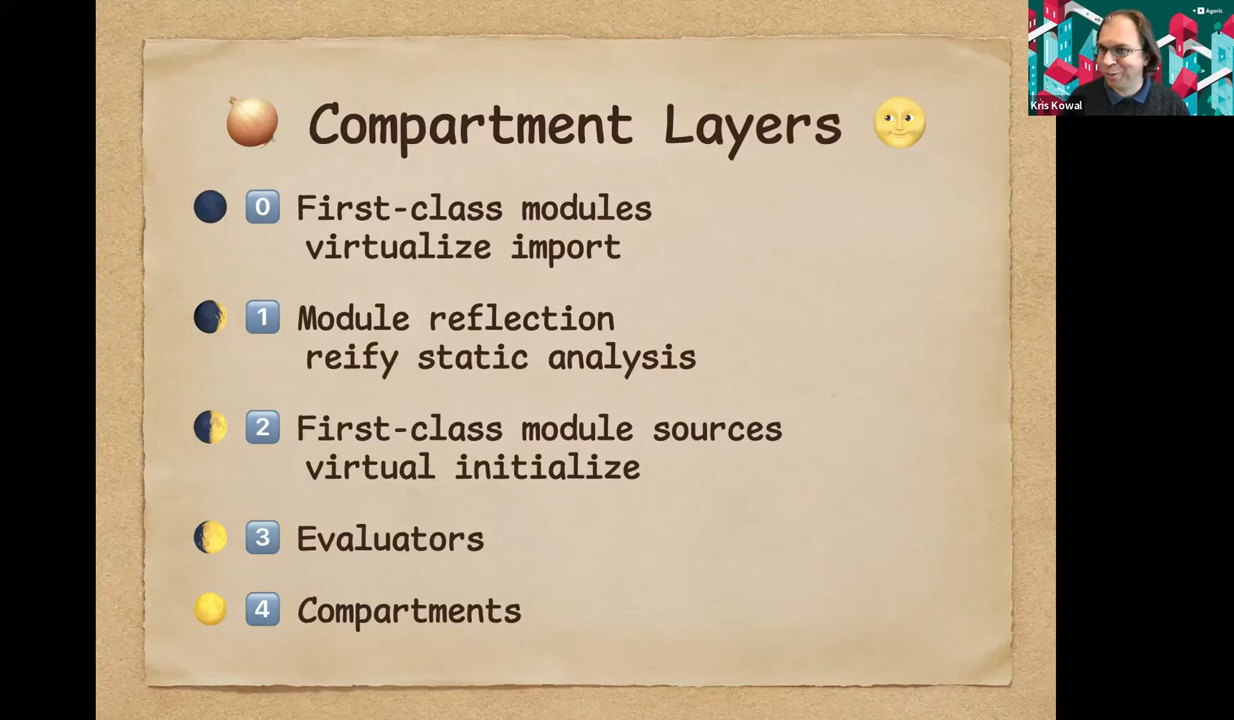 Compartment Layers
0 First-class modules
virtualize import
1 Module reflection
reify static analysis
2 First-class module sources
virtual initialize
3 Evaluators
4 Compartments
Agoric
Kris Kowal